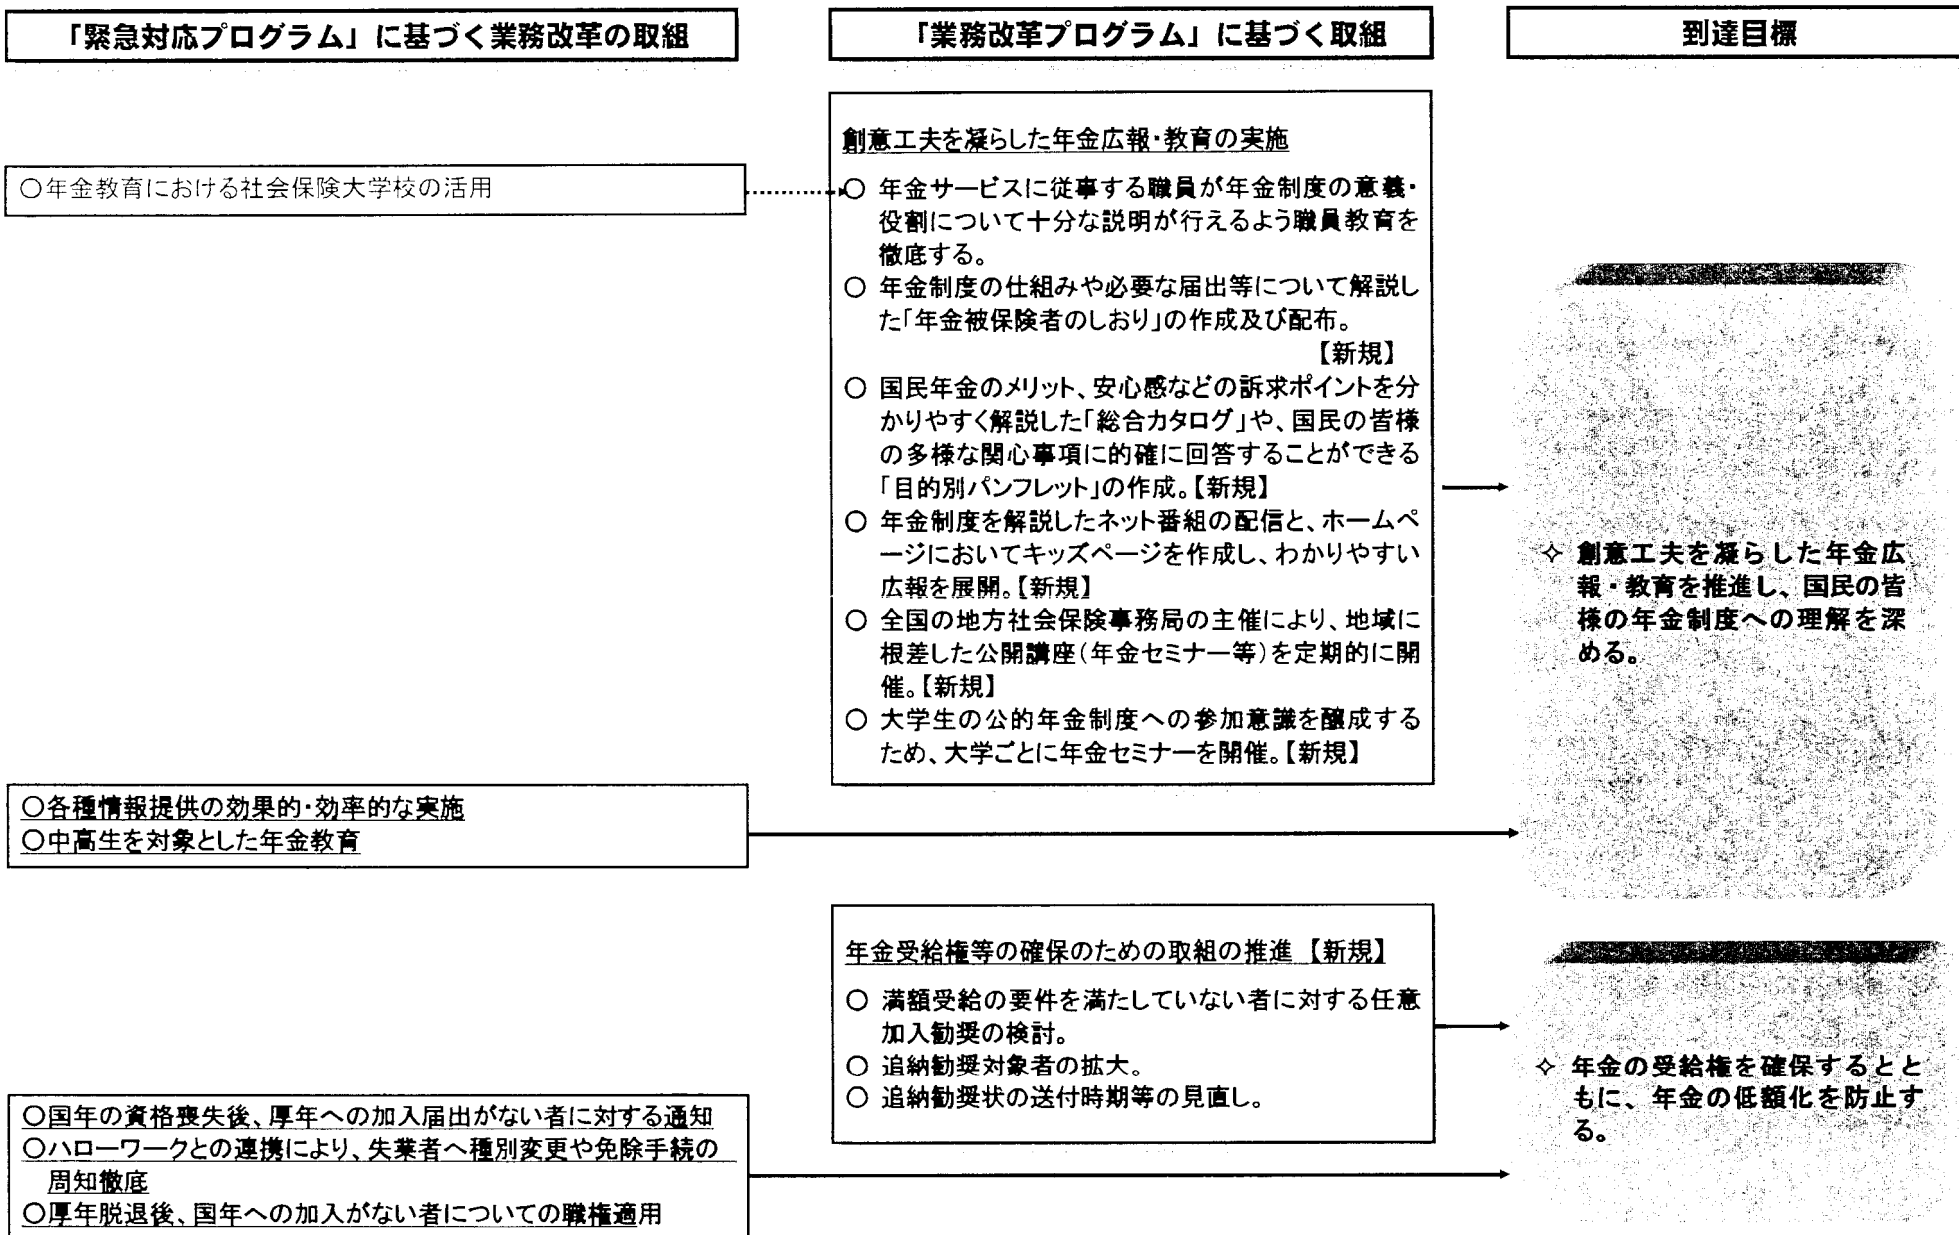 「緊急対応プログラム」に基づく業務改革の取組
「業務改革プログラム」に基づく取組
到達目標
○年金教育における社会保険大学校の活用
創意工夫を凝らした年金広報・教育の実施
○ 年金サービスに従事する職員が年金制度の意義・
役割について十分な説明が行えるよう職員教育を
徹底する。
○ 年金制度の仕組みや必要な届出等について解説し
た「年金被保険者のしおり」の作成及び配布。
【新規】
○ 国民年金のメリット、安心感などの訴求ポイントを分
かりやすく解説した「総合カタログ」や、国民の皆様
の多様な関心事項に的確に回答することができる
「目的別パンフレット」の作成。【新規】
○ 年金制度を解説したネット番組の配信と、ホームペ
ージにおいてキッズページを作成し、わかりやすい
広報を展開。【新規】
○ 全国の地方社会保険事務局の主催により、地域に
根差した公開講座(年金セミナー等)を定期的に開
催。【新規】
○ 大学生の公的年金制度への参加意識を醸成する
ため、大学ごとに年金セミナーを開催。【新規】
✧ 創意工夫を凝らした年金広
報・教育を推進し、国民の皆
様の年金制度への理解を深
める。
○各種情報提供の効果的・効率的な実施
○中高生を対象とした年金教育
年金受給権等の確保のための取組の推進【新規】
○ 満額受給の要件を満たしていない者に対する任意
加入勧奨の検討。
○ 追納勧奨対象者の拡大。
○ 追納勧奨状の送付時期等の見直し。
✧ 年金の受給権を確保するとと
もに、年金の低額化を防止す
る。
○国年の資格喪失後、厚年への加入届出がない者に対する通知
○ハローワークとの連携により、失業者へ種別変更や免除手続の
周知徹底
○厚年脱退後、国年への加入がない者についての職権適用